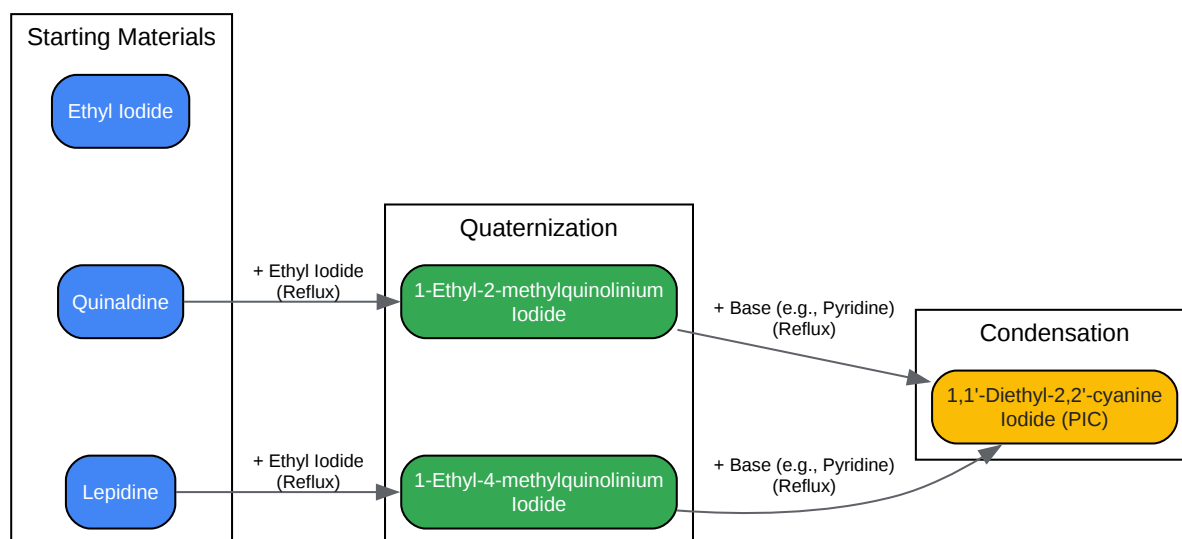 Starting Materials
Ethyl Iodide
Quinaldine
Lepidine
+ Ethyl Iodide
(Reflux)
+ Ethyl Iodide
(Reflux)
Quaternization
1-Ethyl-2-methylquinolinium
Iodide
1-Ethyl-4-methylquinolinium
Iodide
+ Base (e.g., Pyridine)
(Reflux)
+ Base (e.g., Pyridine)
(Reflux)
Condensation
1,1'-Diethyl-2,2'-cyanine
Iodide (PIC)